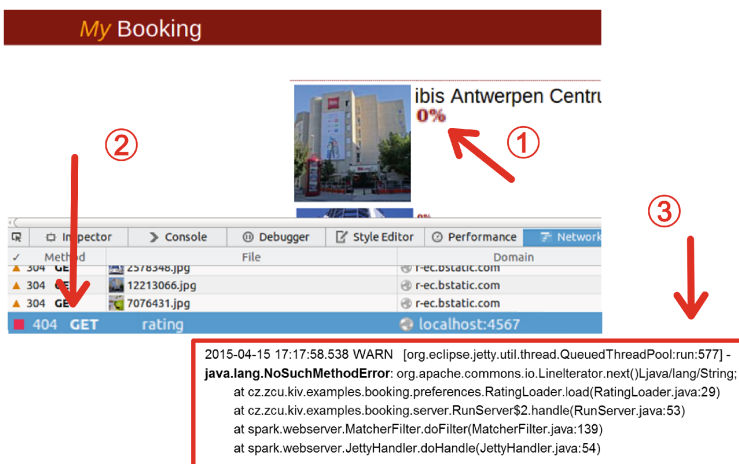 My Booking
ibis Antwerpen Centru
0%
①
②
③
Inspector Console Debugger Style Editor Performance Network
✓ Method File Domain
304 GET 2578348.jpg r-ec.bstatic.com
304 GET 12213066.jpg r-ec.bstatic.com
304 GET 7076431.jpg r-ec.bstatic.com
404 GET rating localhost:4567
2015-04-15 17:17:58.538 WARN [org.eclipse.jetty.util.thread.QueuedThreadPool:run:577] -
java.lang.NoSuchMethodError: org.apache.commons.io.LineIterator.next()Ljava/lang/String;
at cz.zcu.kiv.examples.booking.preferences.RatingLoader.load(RatingLoader.java:29)
at cz.zcu.kiv.examples.booking.server.RunServer$2.handle(RunServer.java:53)
at spark.webserver.MatcherFilter.doFilter(MatcherFilter.java:139)
at spark.webserver.JettyHandler.doHandle(JettyHandler.java:54)